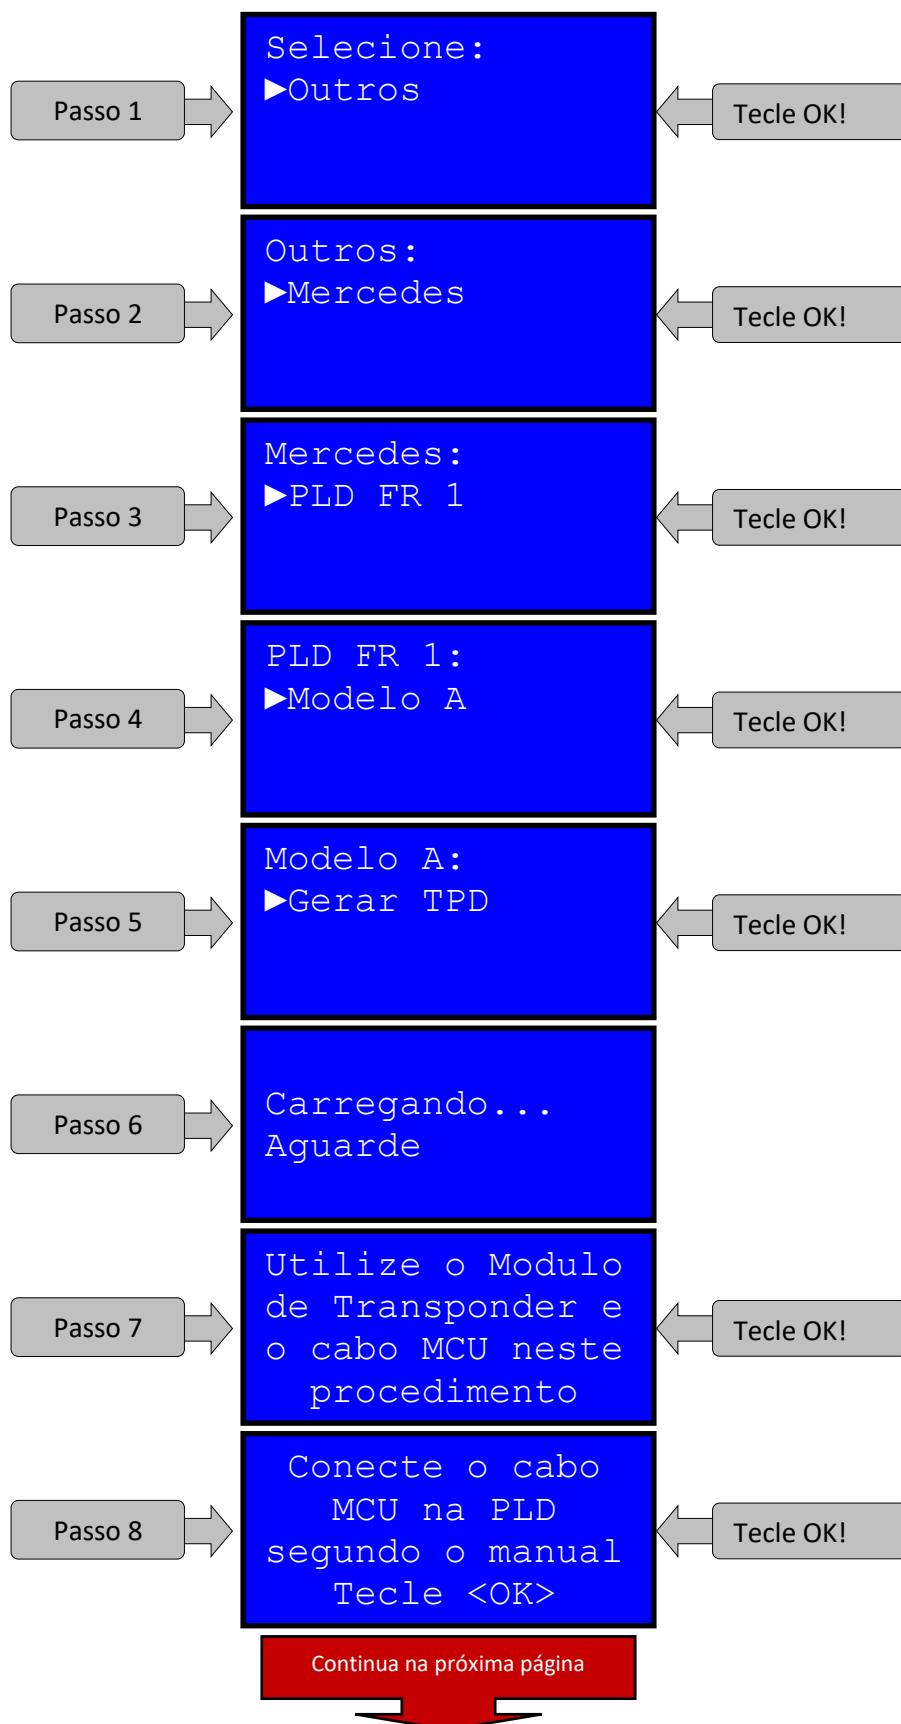 Selecione:
►Outros
Passo 1
Tecle OK!
Outros:
►Mercedes
Passo 2
Tecle OK!
Mercedes:
►PLD FR 1
Passo 3
Tecle OK!
PLD FR 1:
►Modelo A
Passo 4
Tecle OK!
Modelo A:
►Gerar TPD
Passo 5
Tecle OK!
Carregando...
Aguarde
Passo 6
Utilize o Modulo
de Transponder e
o cabo MCU neste
procedimento
Passo 7
Tecle OK!
Conecte o cabo
MCU na PLD
segundo o manual
Tecle <OK>
Passo 8
Tecle OK!
Continua na próxima página